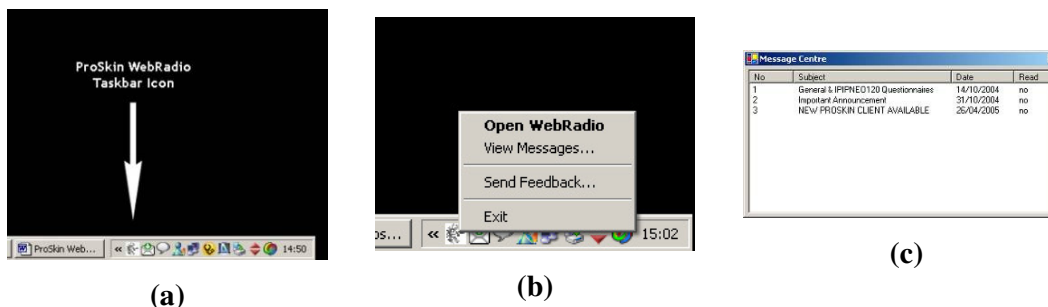 ProSkin WebRadio
Taskbar Icon
ProSkin Web...
«
14:50
(a)
Open WebRadio
View Messages...
Send Feedback...
Exit
os...
«
15:02
(b)
Message Centre
No Subject Date Read
1 General & IPIPNEO120 Questionnaires 14/10/2004 no
2 Important Announcement 31/10/2004 no
3 NEW PROSKIN CLIENT AVAILABLE 26/04/2005 no
(c)